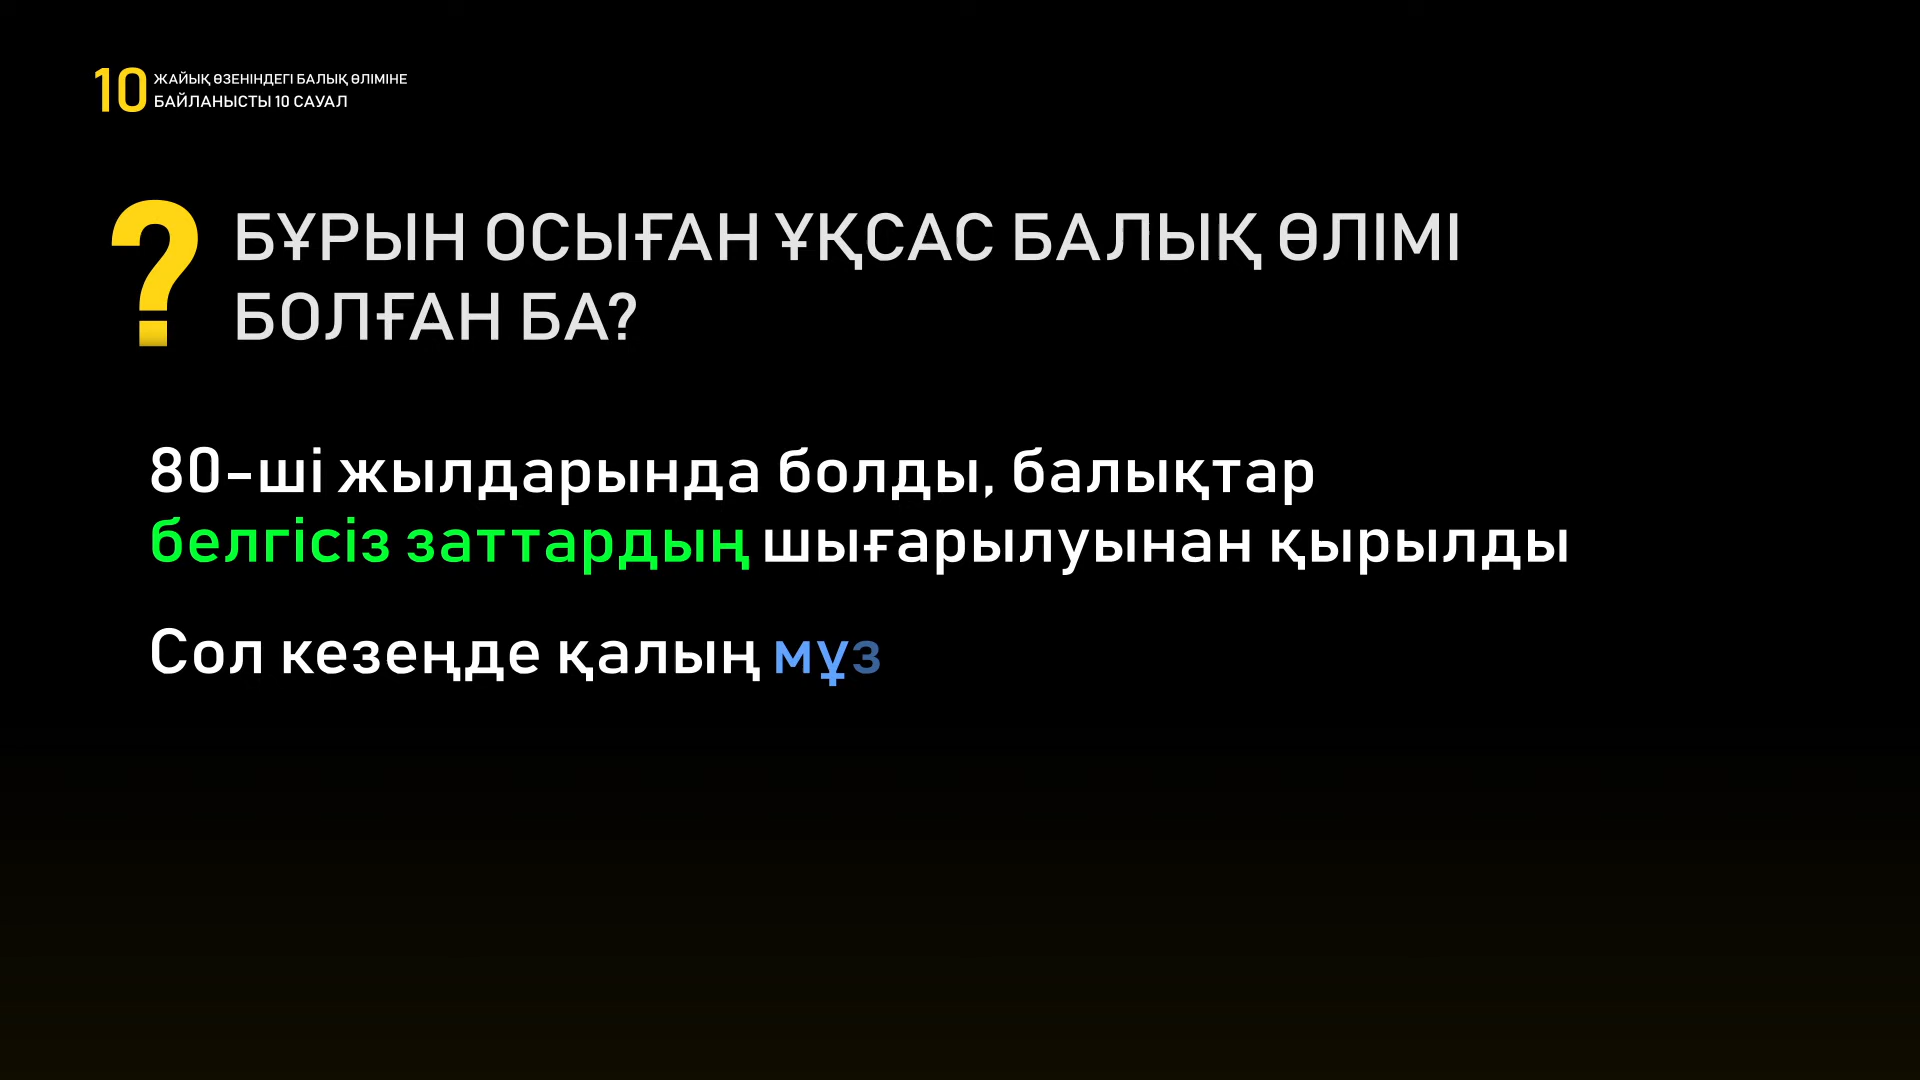 10 ЖАЙЫҚ ӨЗЕНІНДЕГІ БАЛЫҚ ӨЛІМІНЕ
БАЙЛАНЫСТЫ 10 САУАЛ
? БҰРЫН ОСЫҒАН ҰҚСАС БАЛЫҚ ӨЛІМІ
БОЛҒАН БА?
80-ші жылдарында болды, балықтар
белгісіз заттардың шығарылуынан қырылды
Сол кезеңде қалың мұз